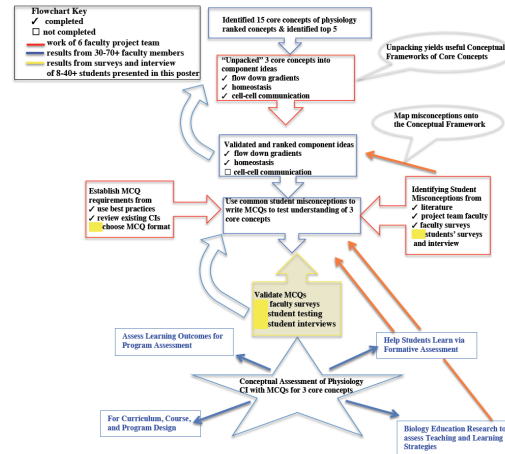 Flowchart Key
✓ completed
☐ not completed
work of 6 faculty project team
results from 30-70+ faculty members
results from surveys and interview
of 8-40+ students presented in this poster
Identified 15 core concepts of physiology
ranked concepts & identified top 5
"Unpacked" 3 core concepts into
component ideas
✓ flow down gradients
✓ homeostasis
✓ cell-cell communication
Unpacking yields useful Conceptual
Frameworks of Core Concepts
Map misconceptions onto
the Conceptual Framework
Validated and ranked component ideas
✓ flow down gradients
✓ homeostasis
☐ cell-cell communication
Establish MCQ
requirements from
✓ use best practices
✓ review existing CIs
choose MCQ format
Use common student misconceptions to
write MCQs to test understanding of 3
core concepts
Identifying Student
Misconceptions from
✓ literature
✓ project team faculty
✓ faculty surveys
students' surveys
and interview
Validate MCQs
faculty surveys
student testing
student interviews
Assess Learning Outcomes for
Program Assessment
Help Students Learn via
Formative Assessment
Conceptual Assessment of Physiology
CI with MCQs for 3 core concepts
For Curriculum, Course,
and Program Design
Biology Education Research to
assess Teaching and Learning
Strategies